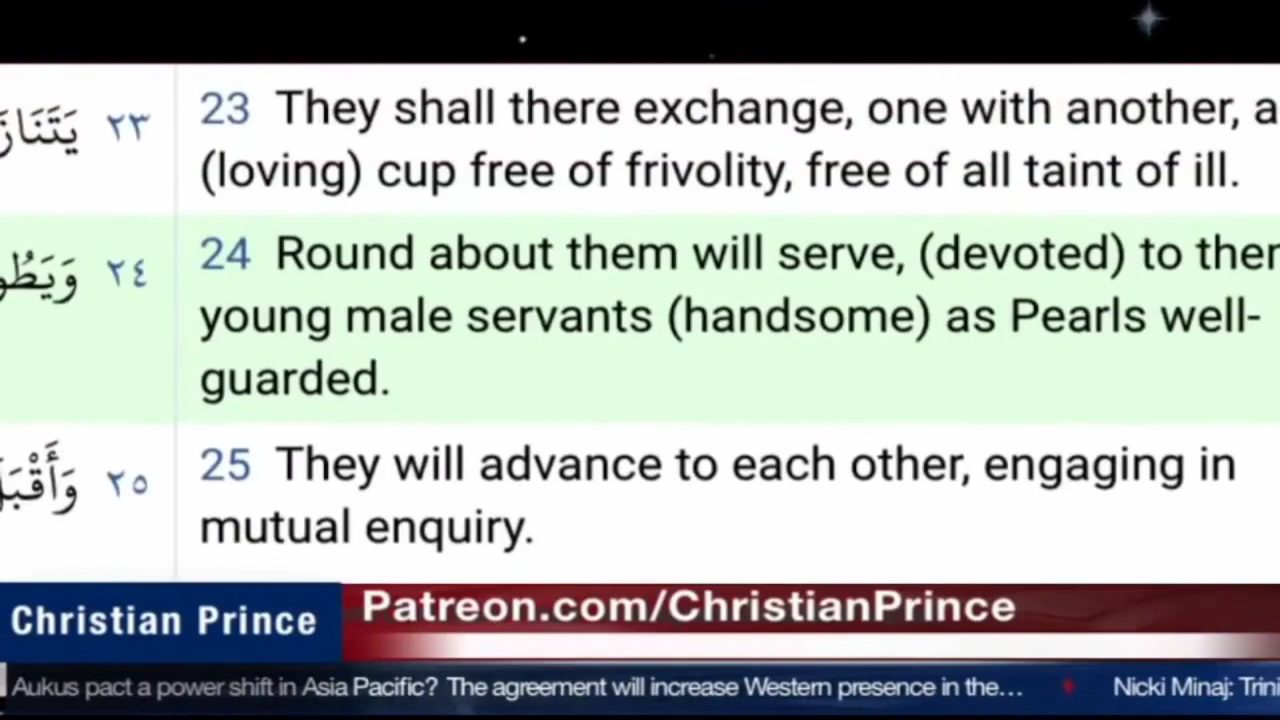 يَتَنَازَ ٢٣ 23 They shall there exchange, one with another, a
(loving) cup free of frivolity, free of all taint of ill.
وَيَطُو ٢٤ 24 Round about them will serve, (devoted) to
young male servants (handsome) as Pearls well-
guarded.
وَأَقْبَلَ ٢٥ 25 They will advance to each other, engaging in
mutual enquiry.
Christian Prince Patreon.com/ChristianPrince
Aukus pact a power shift in Asia Pacific? The agreement will increase Western presence in the... Nicki Minaj: